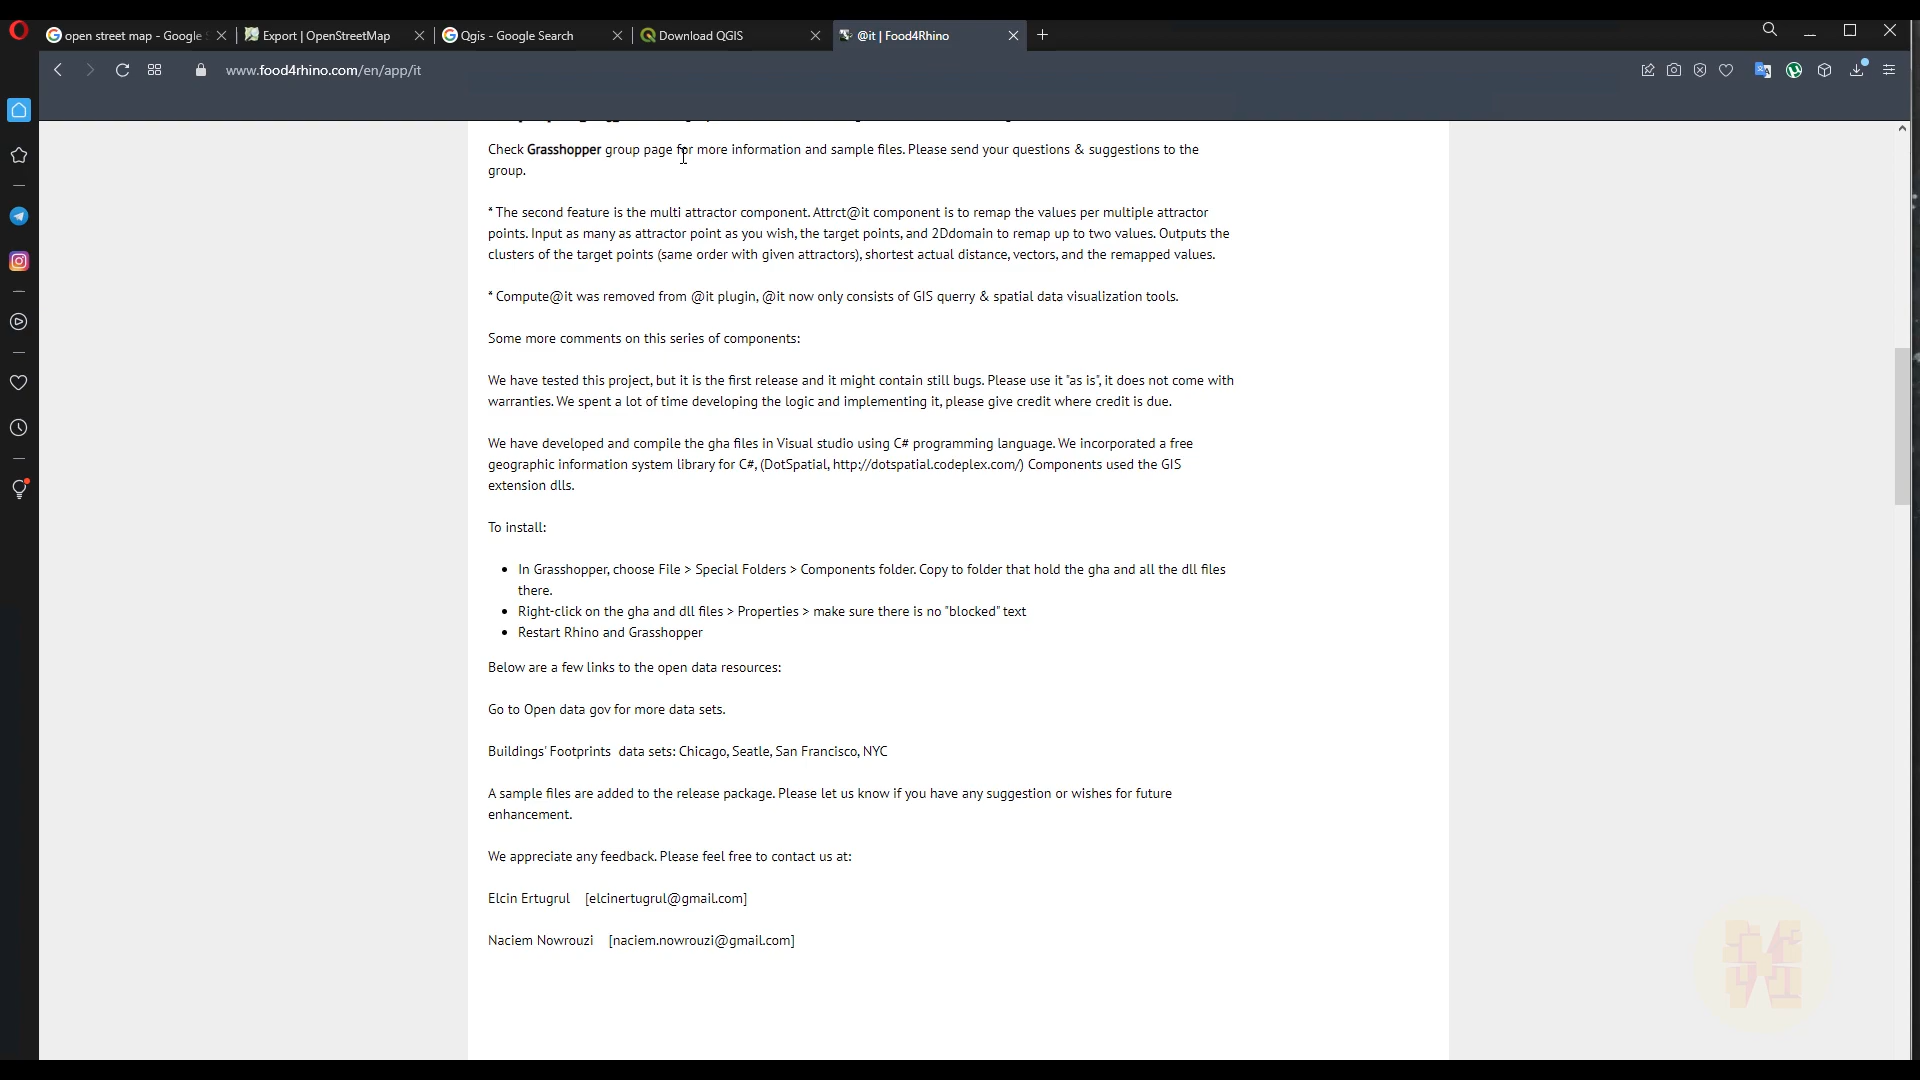 open street map - Google
Export | OpenStreetMap
Qgis - Google Search
Download QGIS
@it | Food4Rhino
www.food4rhino.com/en/app/it
Check Grasshopper group page for more information and sample files. Please send your questions & suggestions to the
group.
* The second feature is the multi attractor component. Attrct@it component is to remap the values per multiple attractor
points. Input as many as attractor point as you wish, the target points, and 2Ddomain to remap up to two values. Outputs the
clusters of the target points (same order with given attractors), shortest actual distance, vectors, and the remapped values.
* Compute@it was removed from @it plugin, @it now only consists of GIS querry & spatial data visualization tools.
Some more comments on this series of components:
We have tested this project, but it is the first release and it might contain still bugs. Please use it "as is", it does not come with
warranties. We spent a lot of time developing the logic and implementing it, please give credit where credit is due.
We have developed and compile the gha files in Visual studio using C# programming language. We incorporated a free
geographic information system library for C#, (DotSpatial, http://dotspatial.codeplex.com/) Components used the GIS
extension dlls.
To install:
• In Grasshopper, choose File > Special Folders > Components folder. Copy to folder that hold the gha and all the dll files
there.
• Right-click on the gha and dll files > Properties > make sure there is no "blocked" text
• Restart Rhino and Grasshopper
Below are a few links to the open data resources:
Go to Open data gov for more data sets.
Buildings' Footprints data sets: Chicago, Seatle, San Francisco, NYC
A sample files are added to the release package. Please let us know if you have any suggestion or wishes for future
enhancement.
We appreciate any feedback. Please feel free to contact us at:
Elcin Ertugrul [elcinertugrul@gmail.com]
Naciem Nowrouzi [naciem.nowrouzi@gmail.com]